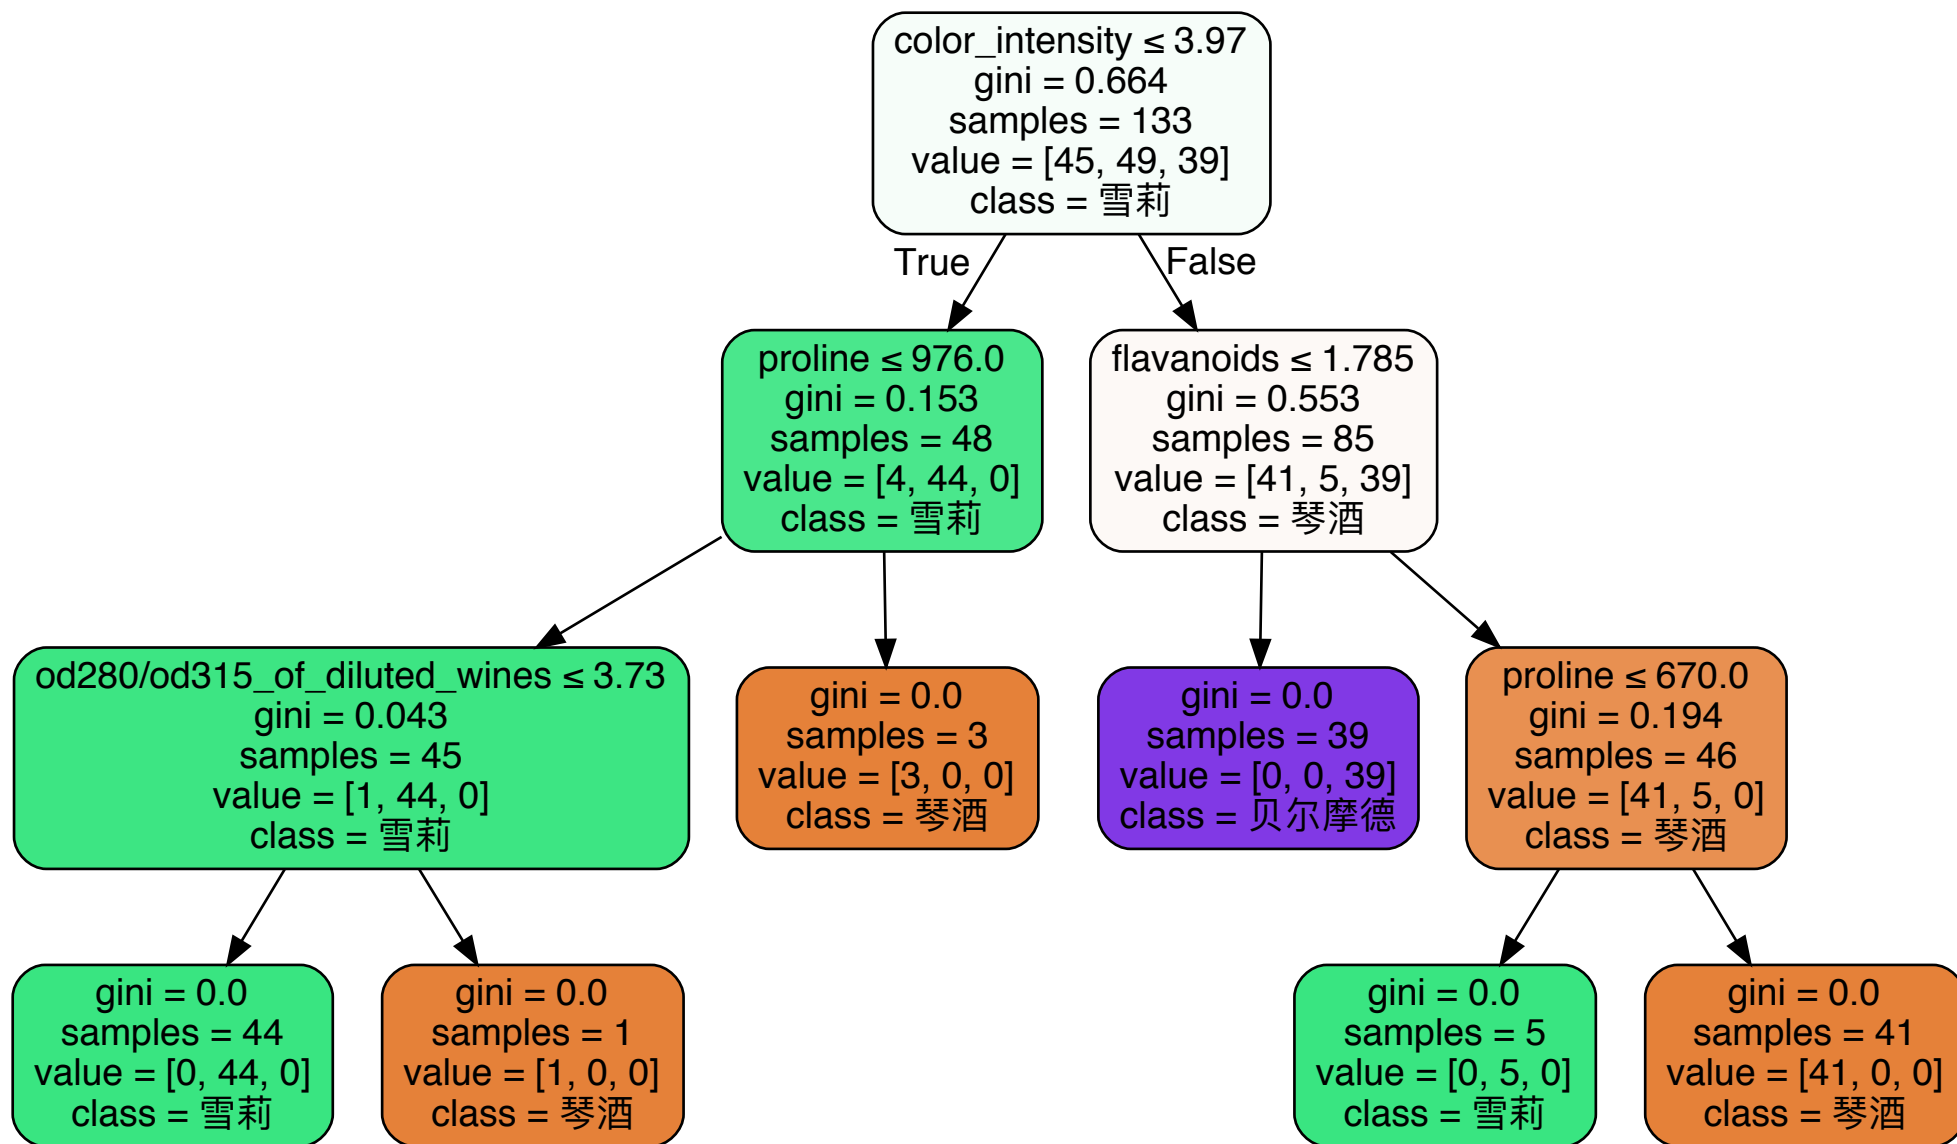 color_intensity ≤ 3.97
gini = 0.664
samples = 133
value = [45, 49, 39]
class = 雪莉
True
False
proline ≤ 976.0
gini = 0.153
samples = 48
value = [4, 44, 0]
class = 雪莉
flavanoids ≤ 1.785
gini = 0.553
samples = 85
value = [41, 5, 39]
class = 琴酒
od280/od315_of_diluted_wines ≤ 3.73
gini = 0.043
samples = 45
value = [1, 44, 0]
class = 雪莉
gini = 0.0
samples = 3
value = [3, 0, 0]
class = 琴酒
gini = 0.0
samples = 39
value = [0, 0, 39]
class = 贝尔摩德
proline ≤ 670.0
gini = 0.194
samples = 46
value = [41, 5, 0]
class = 琴酒
gini = 0.0
samples = 44
value = [0, 44, 0]
class = 雪莉
gini = 0.0
samples = 1
value = [1, 0, 0]
class = 琴酒
gini = 0.0
samples = 5
value = [0, 5, 0]
class = 雪莉
gini = 0.0
samples = 41
value = [41, 0, 0]
class = 琴酒